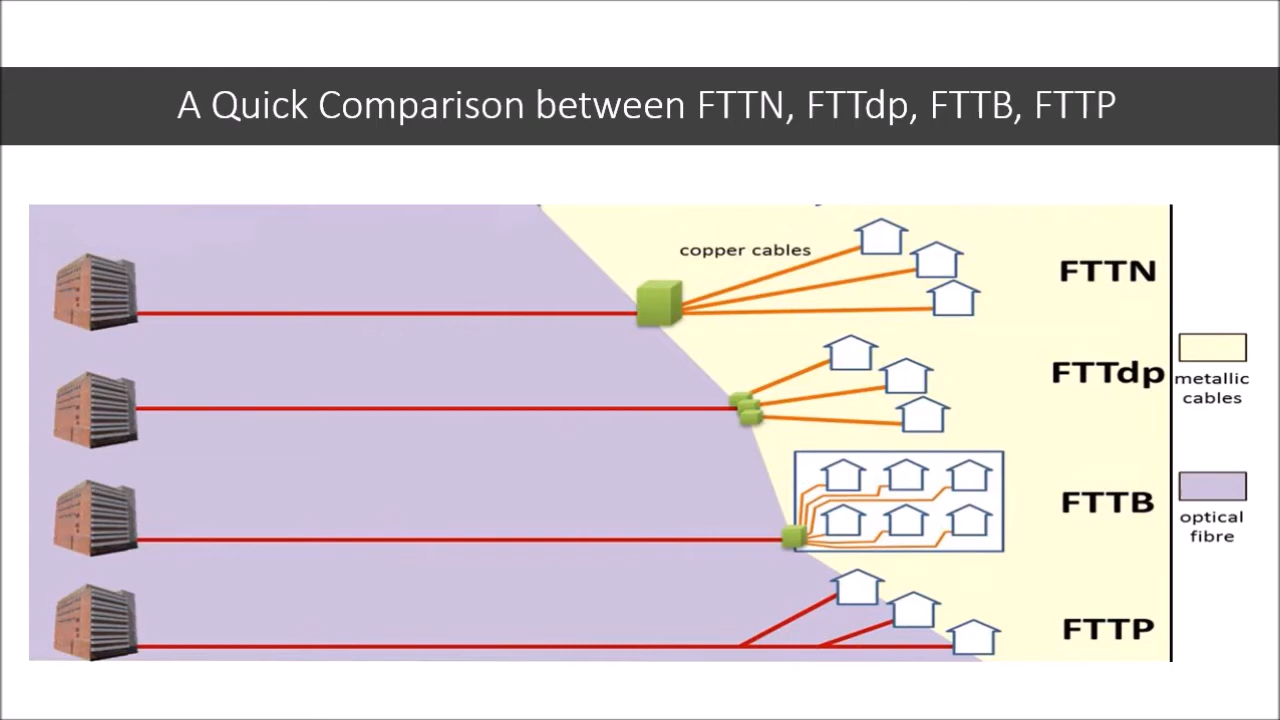 A Quick Comparison between FTTN, FTTdp, FTTB, FTTP
copper cables
FTTN
FTTdp
metallic
cables
FTTB
optical
fibre
FTTP